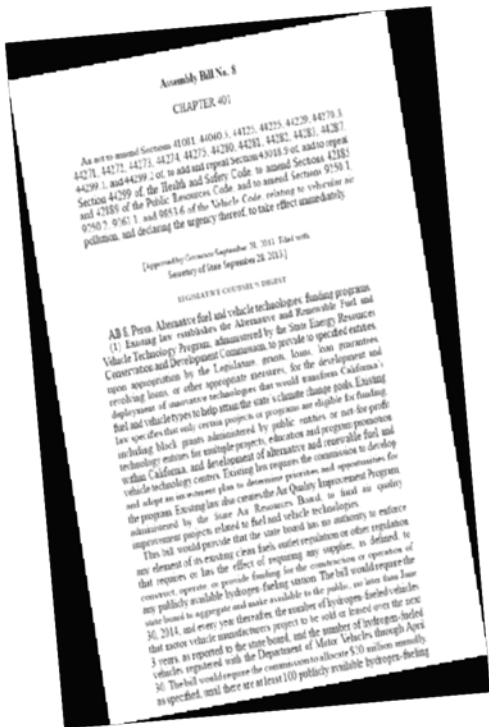 Assembly Bill No. 8
CHAPTER 401
An act to amend Sections 41081, 44060.5, 44125, 44225, 44229, 44270.3,
44271, 44272, 44273, 44274, 44275, 44280, 44281, 44282, 44283, 44287,
44299.1, and 44299.2 of, to add and repeat Section 43018.9 of, and to repeat
Section 44299 of, the Health and Safety Code, to amend Sections 42885
and 42889 of the Public Resources Code, and to amend Sections 9250.1,
9250.2, 9261.1, and 9853.6 of the Vehicle Code, relating to vehicular air
pollution, and declaring the urgency thereof, to take effect immediately.
[Approved by Governor September 28, 2013. Filed with
Secretary of State September 28, 2013.]
LEGISLATIVE COUNSEL'S DIGEST
AB 8, Perea. Alternative fuel and vehicle technologies: funding programs
(1) Existing law establishes the Alternative and Renewable Fuel and
Vehicle Technology Program, administered by the State Energy Resources
Conservation and Development Commission, to provide to specified entities,
upon appropriation by the Legislature, grants, loans, loan guarantees,
revolving loans, or other appropriate measures, for the development and
deployment of innovative technologies that would transform California's
fuel and vehicle types to help attain the state's climate change goals. Existing
law specifies that only certain projects or programs are eligible for funding,
including block grants administered by public entities or not-for-profit
technology entities for multiple projects, education and program promotion
within California, and development of alternative and renewable fuel and
vehicle technology centers. Existing law requires the commission to develop
and adopt an investment plan to determine priorities and opportunities for
the program. Existing law also creates the Air Quality Improvement Program,
administered by the State Air Resources Board, to fund air quality
improvement projects related to fuel and vehicle technologies.
This bill would provide that the state board has no authority to enforce
any element of its existing clean fuels outlet regulation or other regulation
that requires or has the effect of requiring any supplier, as defined, to
construct, operate, or provide funding for the construction or operation of
any publicly available hydrogen-fueling station. The bill would require the
state board to aggregate and make available to the public, no later than June
30, 2014, and every year thereafter, the number of hydrogen-fueled vehicles
that motor vehicle manufacturers project to be sold or leased over the next
3 years, as reported to the state board, and the number of hydrogen-fueled
vehicles registered with the Department of Motor Vehicles through April
30. The bill would require the commission to allocate $20 million annually,
as specified, until there are at least 100 publicly available hydrogen-fueling